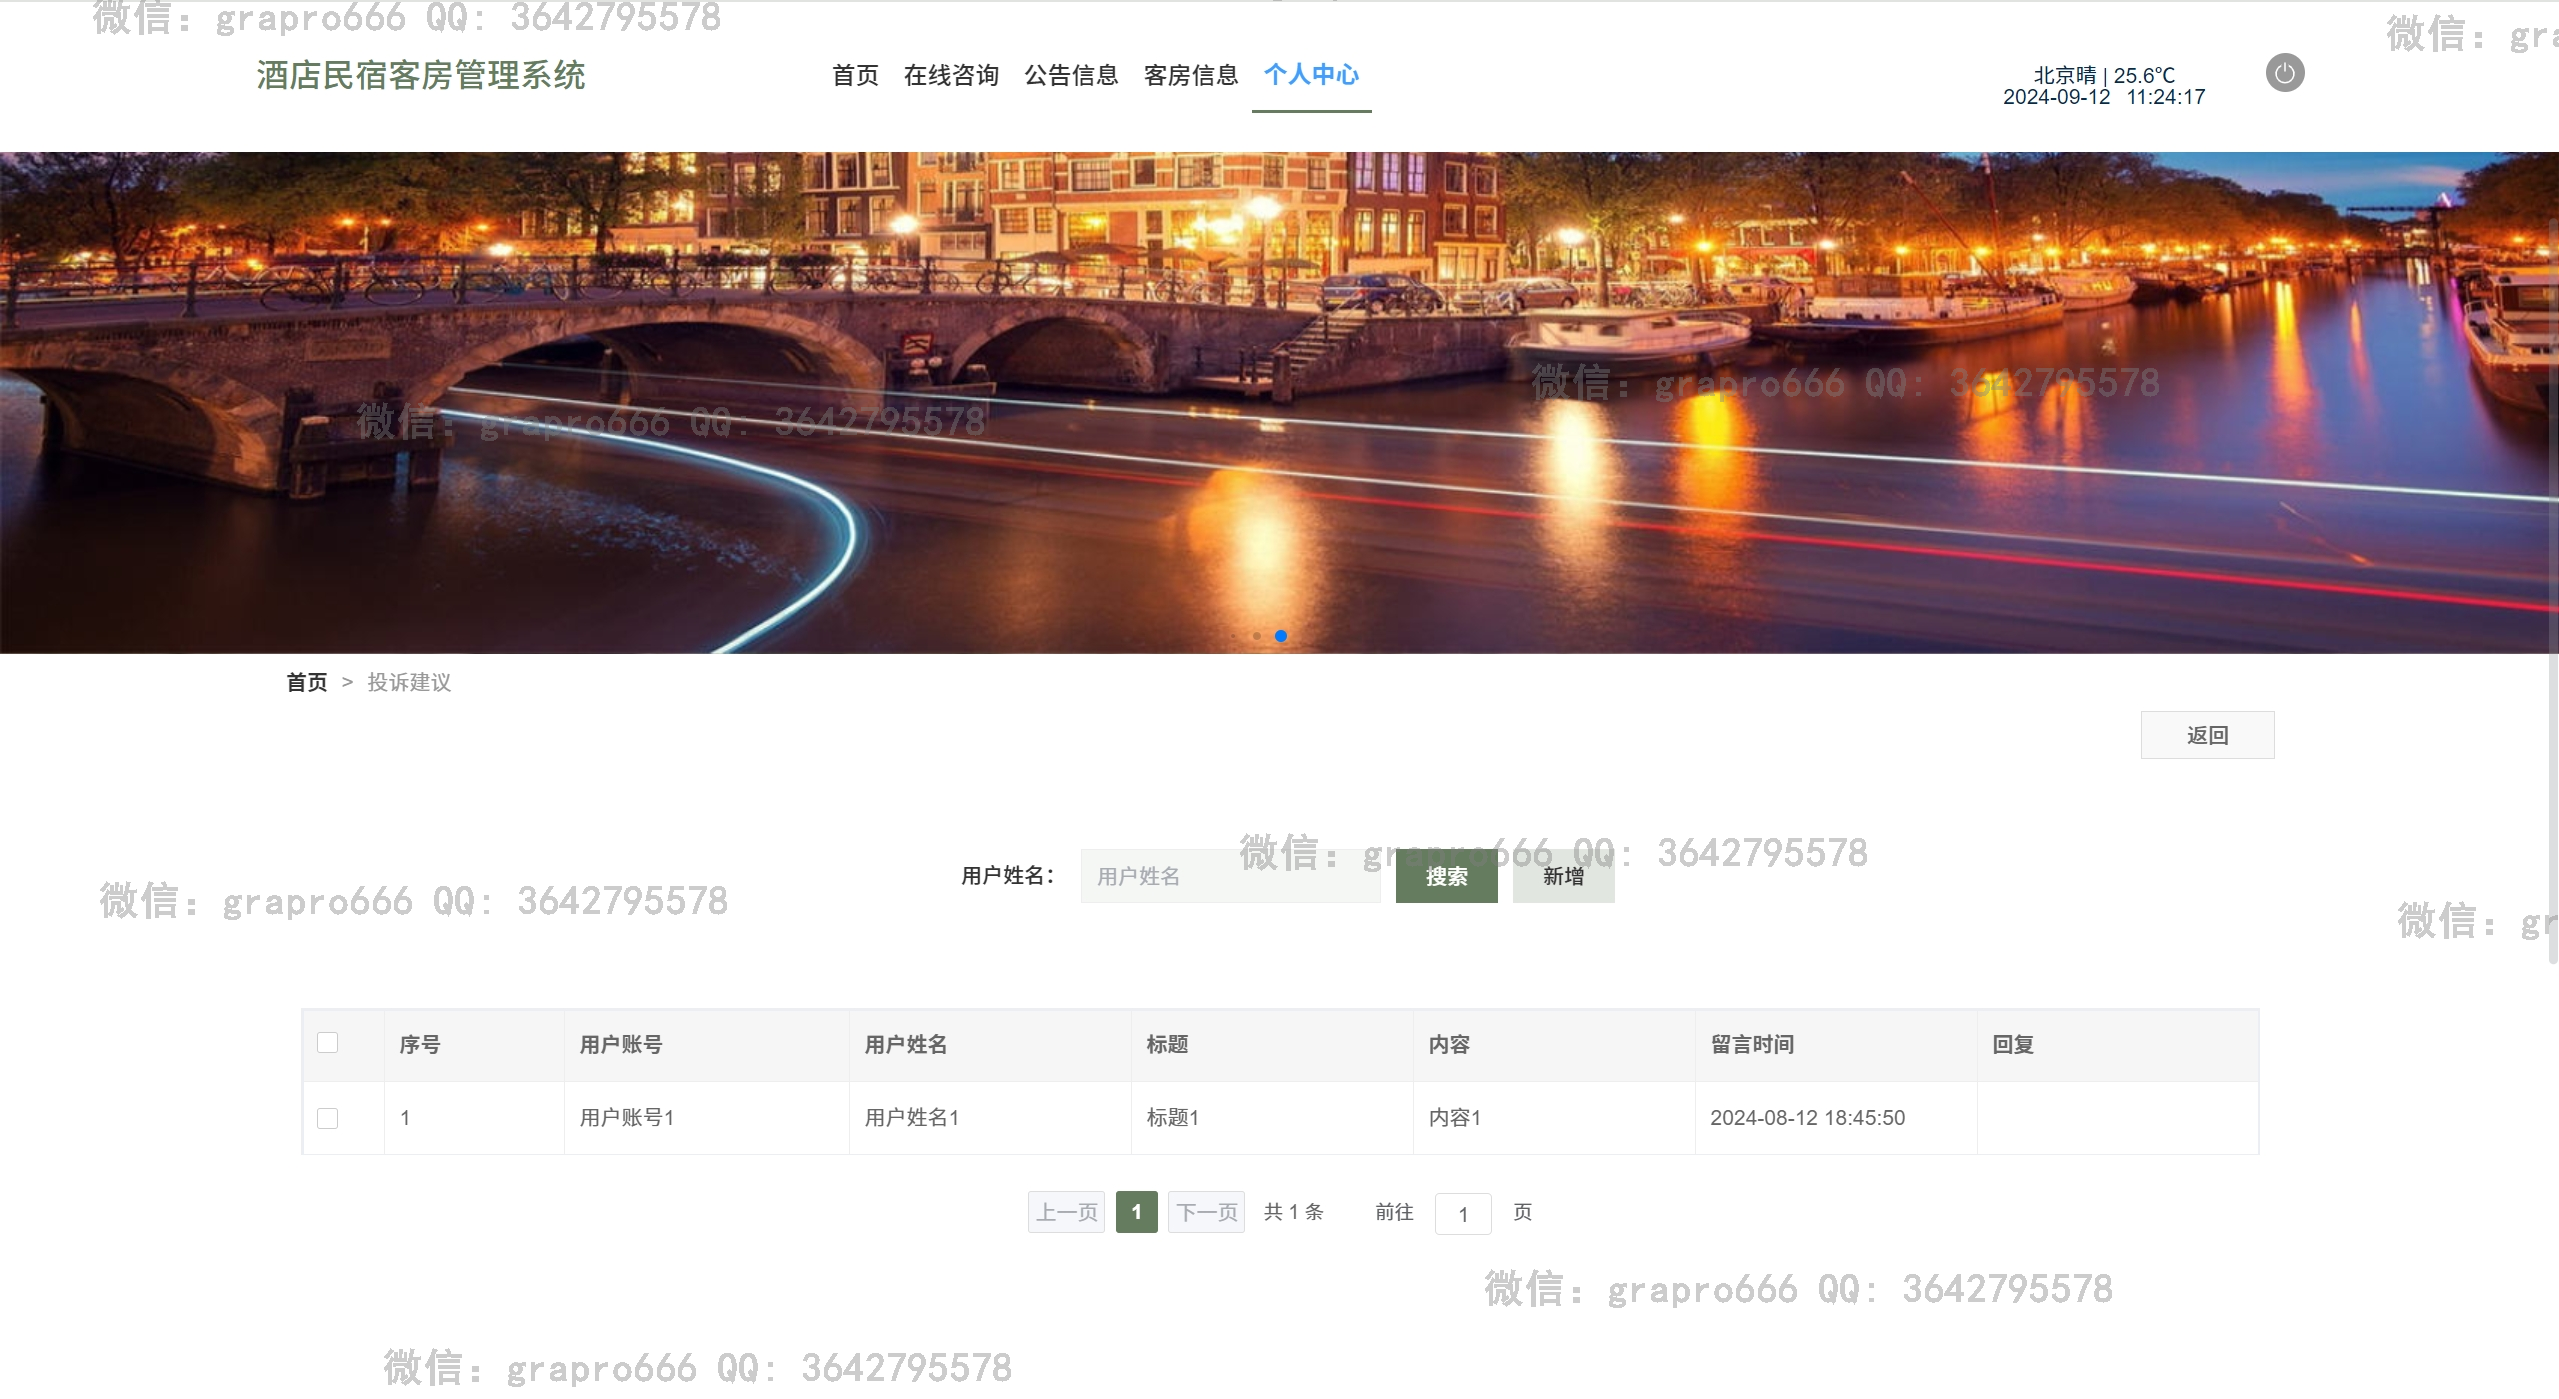 微信：grapro666 QQ: 3642795578
微信：gra
酒店民宿客房管理系统
首页 在线咨询 公告信息 客房信息 个人中心
北京晴 | 25.6℃
2024-09-12 11:24:17
微信：grapro666 QQ: 3642795578
微信：grapro666 QQ: 3642795578
首页 > 投诉建议
返回
微信：grapro666 QQ: 3642795578
用户姓名： 用户姓名 搜索 新增
微信：grapro666 QQ: 3642795578
微信：gr
序号 用户账号 用户姓名 标题 内容 留言时间 回复
1 用户账号1 用户姓名1 标题1 内容1 2024-08-12 18:45:50
上一页 1 下一页 共 1 条 前往 1 页
微信：grapro666 QQ: 3642795578
微信：grapro666 QQ: 3642795578